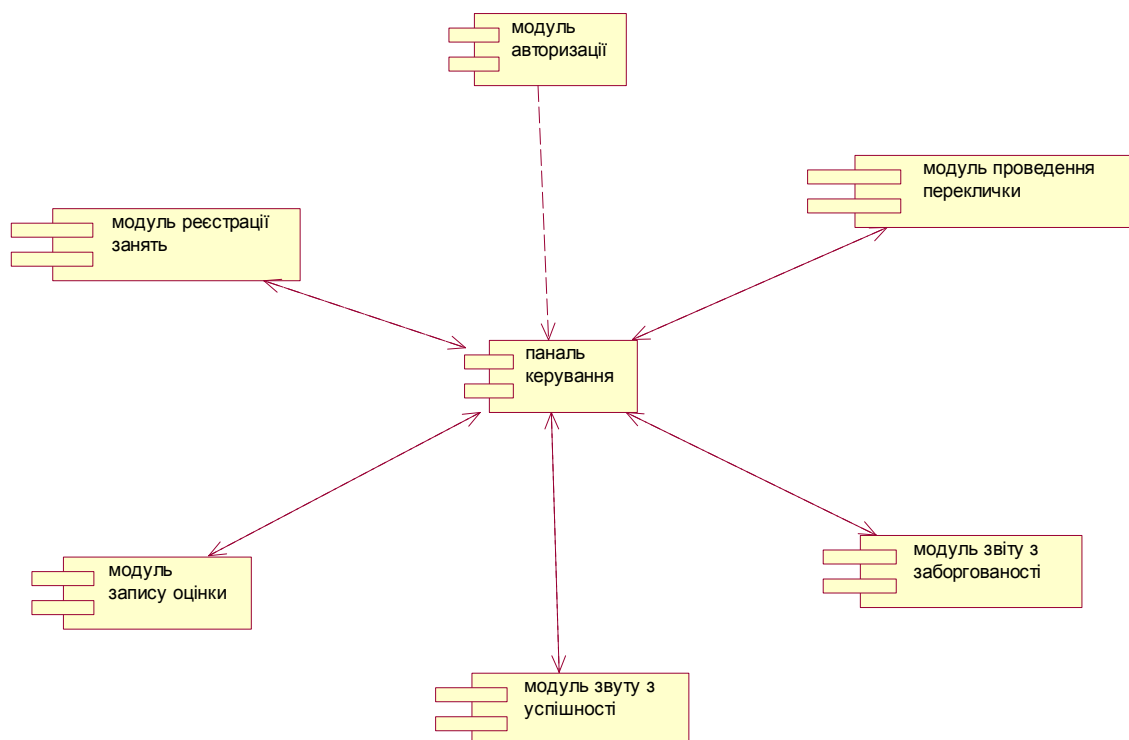 модуль
авторизації
модуль проведення
переклички
модуль реєстрації
занять
паналь
керування
модуль
запису оцінки
модуль звіту з
заборгованості
модуль звуту з
успішності